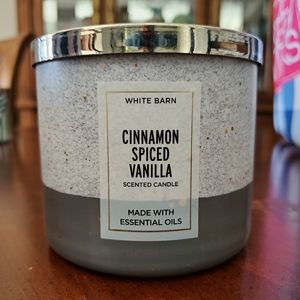 WHITE BARN
CINNAMON
SPICED
VANILLA
SCENTED CANDLE
MADE WITH
ESSENTIAL OILS